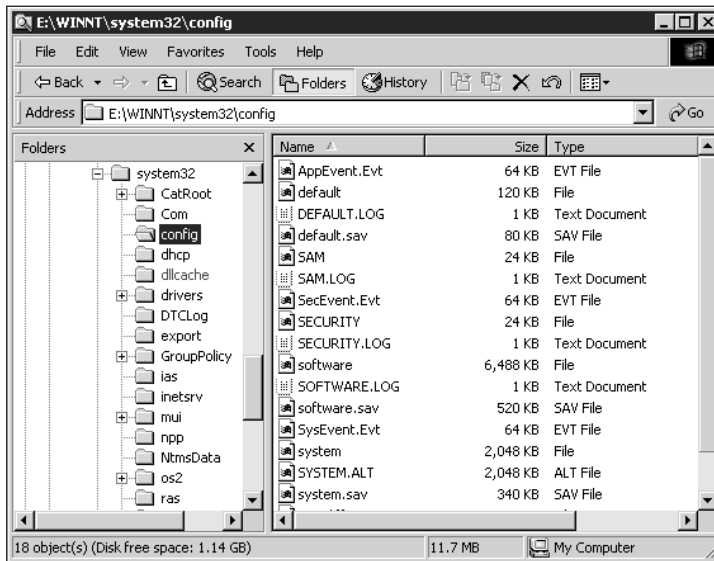 E:\WINNT\system32\config
File Edit View Favorites Tools Help
Back Search Folders History
Address E:\WINNT\system32\config Go
Folders
system32
CatRoot
Com
config
dhcp
dllcache
drivers
DTCLog
export
GroupPolicy
ias
inetsrv
mui
npp
NtmsData
os2
ras
Name Size Type
AppEvent.Evt 64 KB EVT File
default 120 KB File
DEFAULT.LOG 1 KB Text Document
default.sav 80 KB SAV File
SAM 24 KB File
SAM.LOG 1 KB Text Document
SecEvent.Evt 64 KB EVT File
SECURITY 24 KB File
SECURITY.LOG 1 KB Text Document
software 6,488 KB File
SOFTWARE.LOG 1 KB Text Document
software.sav 520 KB SAV File
SysEvent.Evt 64 KB EVT File
system 2,048 KB File
SYSTEM.ALT 2,048 KB ALT File
system.sav 340 KB SAV File
18 object(s) (Disk free space: 1.14 GB) 11.7 MB My Computer